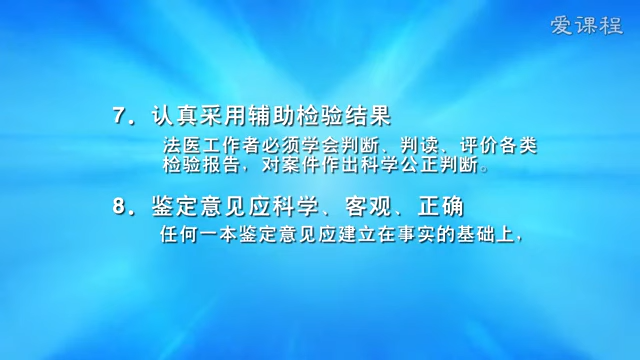 爱课程
7．认真采用辅助检验结果
法医工作者必须学会判断、判读、评价各类
检验报告，对案件作出科学公正判断。
8．鉴定意见应科学、客观、正确
任何一本鉴定意见应建立在事实的基础上，